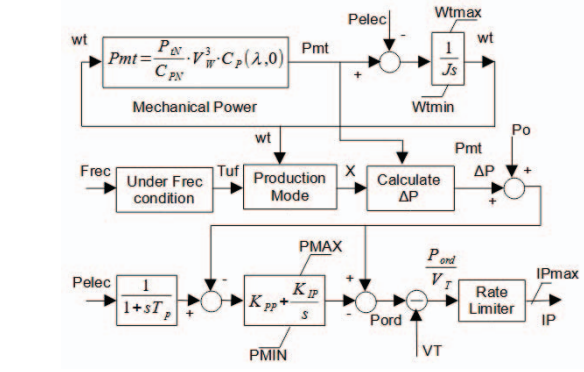 Pelec
Wtmax
wt
Pmt = P_tN / C_PN · V_W^3 · C_P(λ,0)
Pmt
-
+
1 / Js
wt
Mechanical Power
Wtmin
wt
Pmt
Po
Frec
Under Frec
condition
Tuf
Production
Mode
X
Calculate
ΔP
ΔP
+
+
PMAX
P_ord / V_T
Pelec
1 / 1+sT_p
-
+
K_PP + K_IP / s
+
-
Pord
−
Rate
Limiter
IPmax
IP
PMIN
VT